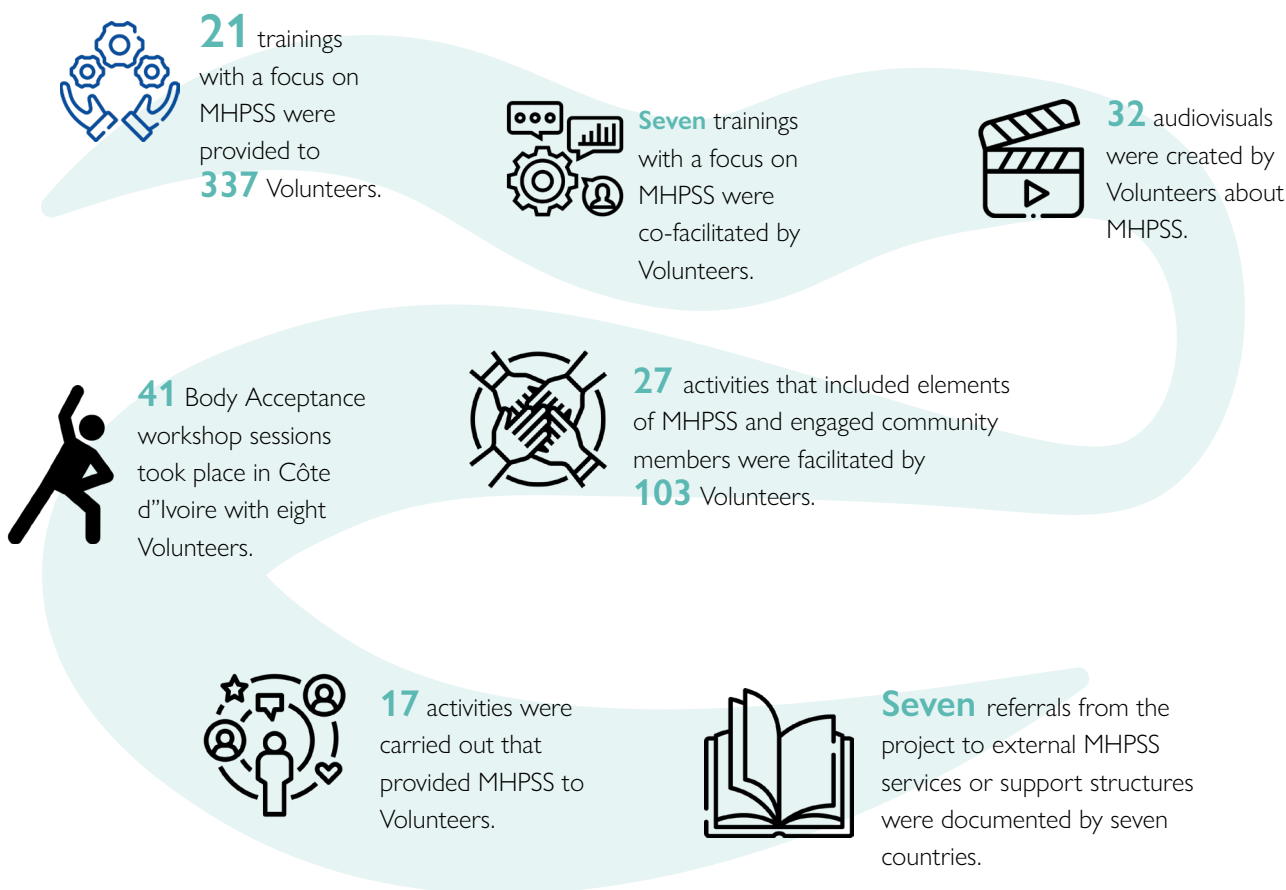 21 trainings
with a focus on
MHPSS were
provided to
337 Volunteers.
Seven trainings
with a focus on
MHPSS were
co-facilitated by
Volunteers.
32 audiovisuals
were created by
Volunteers about
MHPSS.
41 Body Acceptance
workshop sessions
took place in Côte
d"Ivoire with eight
Volunteers.
27 activities that included elements
of MHPSS and engaged community
members were facilitated by
103 Volunteers.
17 activities were
carried out that
provided MHPSS to
Volunteers.
Seven referrals from the
project to external MHPSS
services or support structures
were documented by seven
countries.